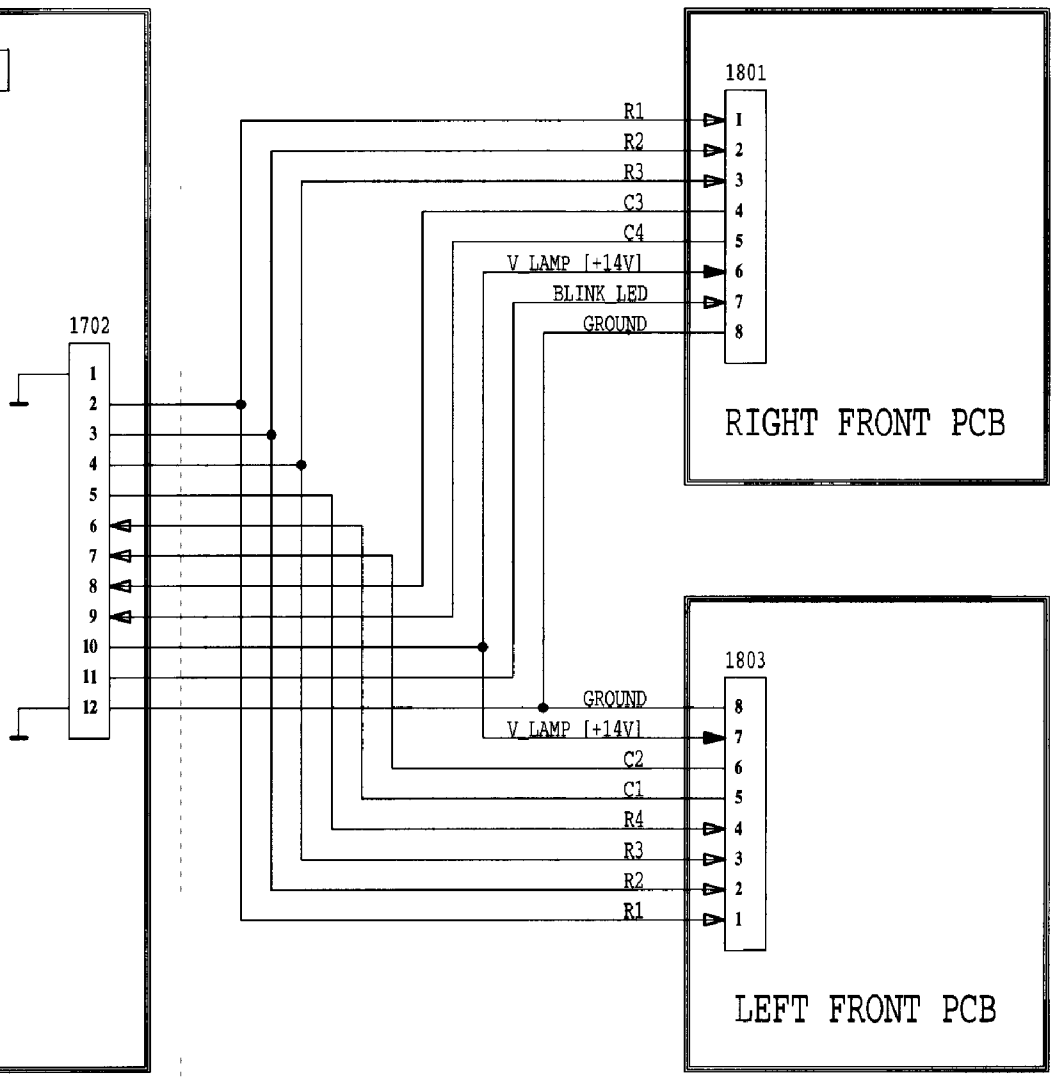 1702
1
2
3
4
5
6
7
8
9
10
11
12
R1
R2
R3
C3
C4
V_LAMP [+14V]
BLINK_LED
GROUND
1801
1
2
3
4
5
6
7
8
RIGHT FRONT PCB
GROUND
V_LAMP [+14V]
C2
C1
R4
R3
R2
R1
1803
8
7
6
5
4
3
2
1
LEFT FRONT PCB